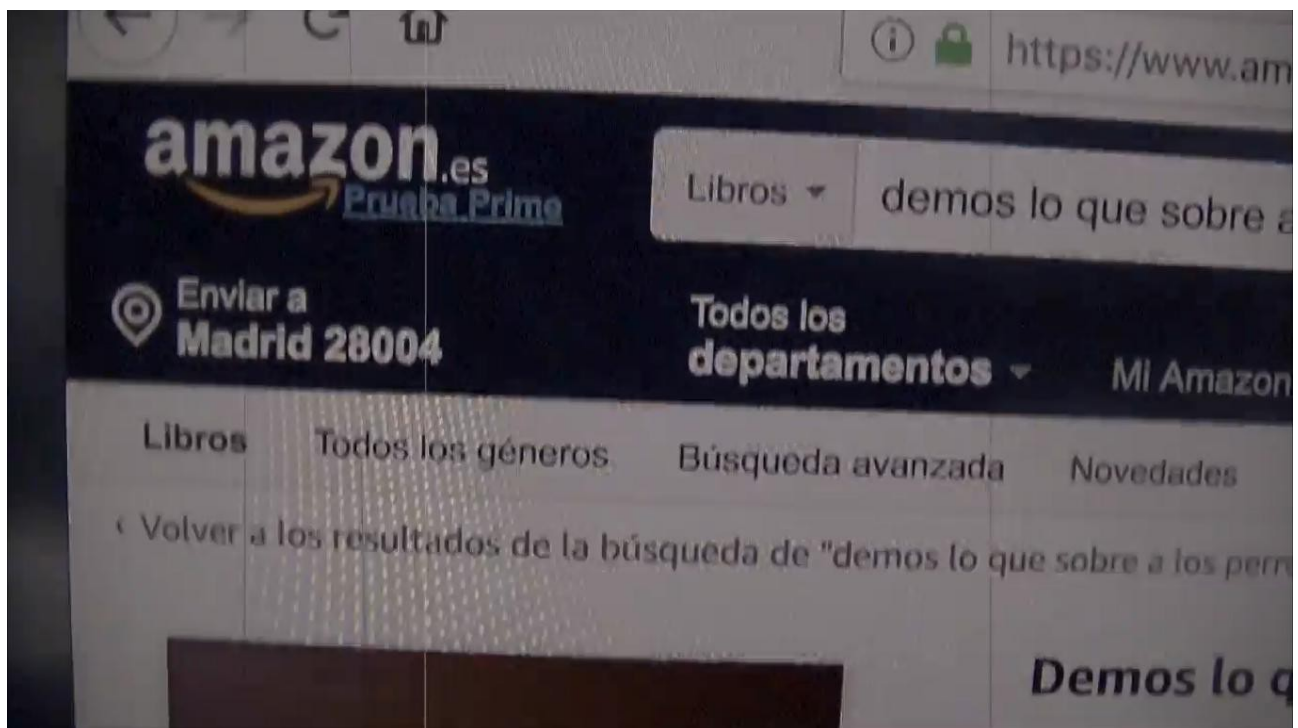 https://www.am
amazon.es
Prueba Prime
Libros
demos lo que sobre a
Enviar a
Madrid 28004
Todos los
departamentos
Mi Amazon
Libros Todos los géneros Búsqueda avanzada Novedades
‹ Volver a los resultados de la búsqueda de "demos lo que sobre a los perr
Demos lo q